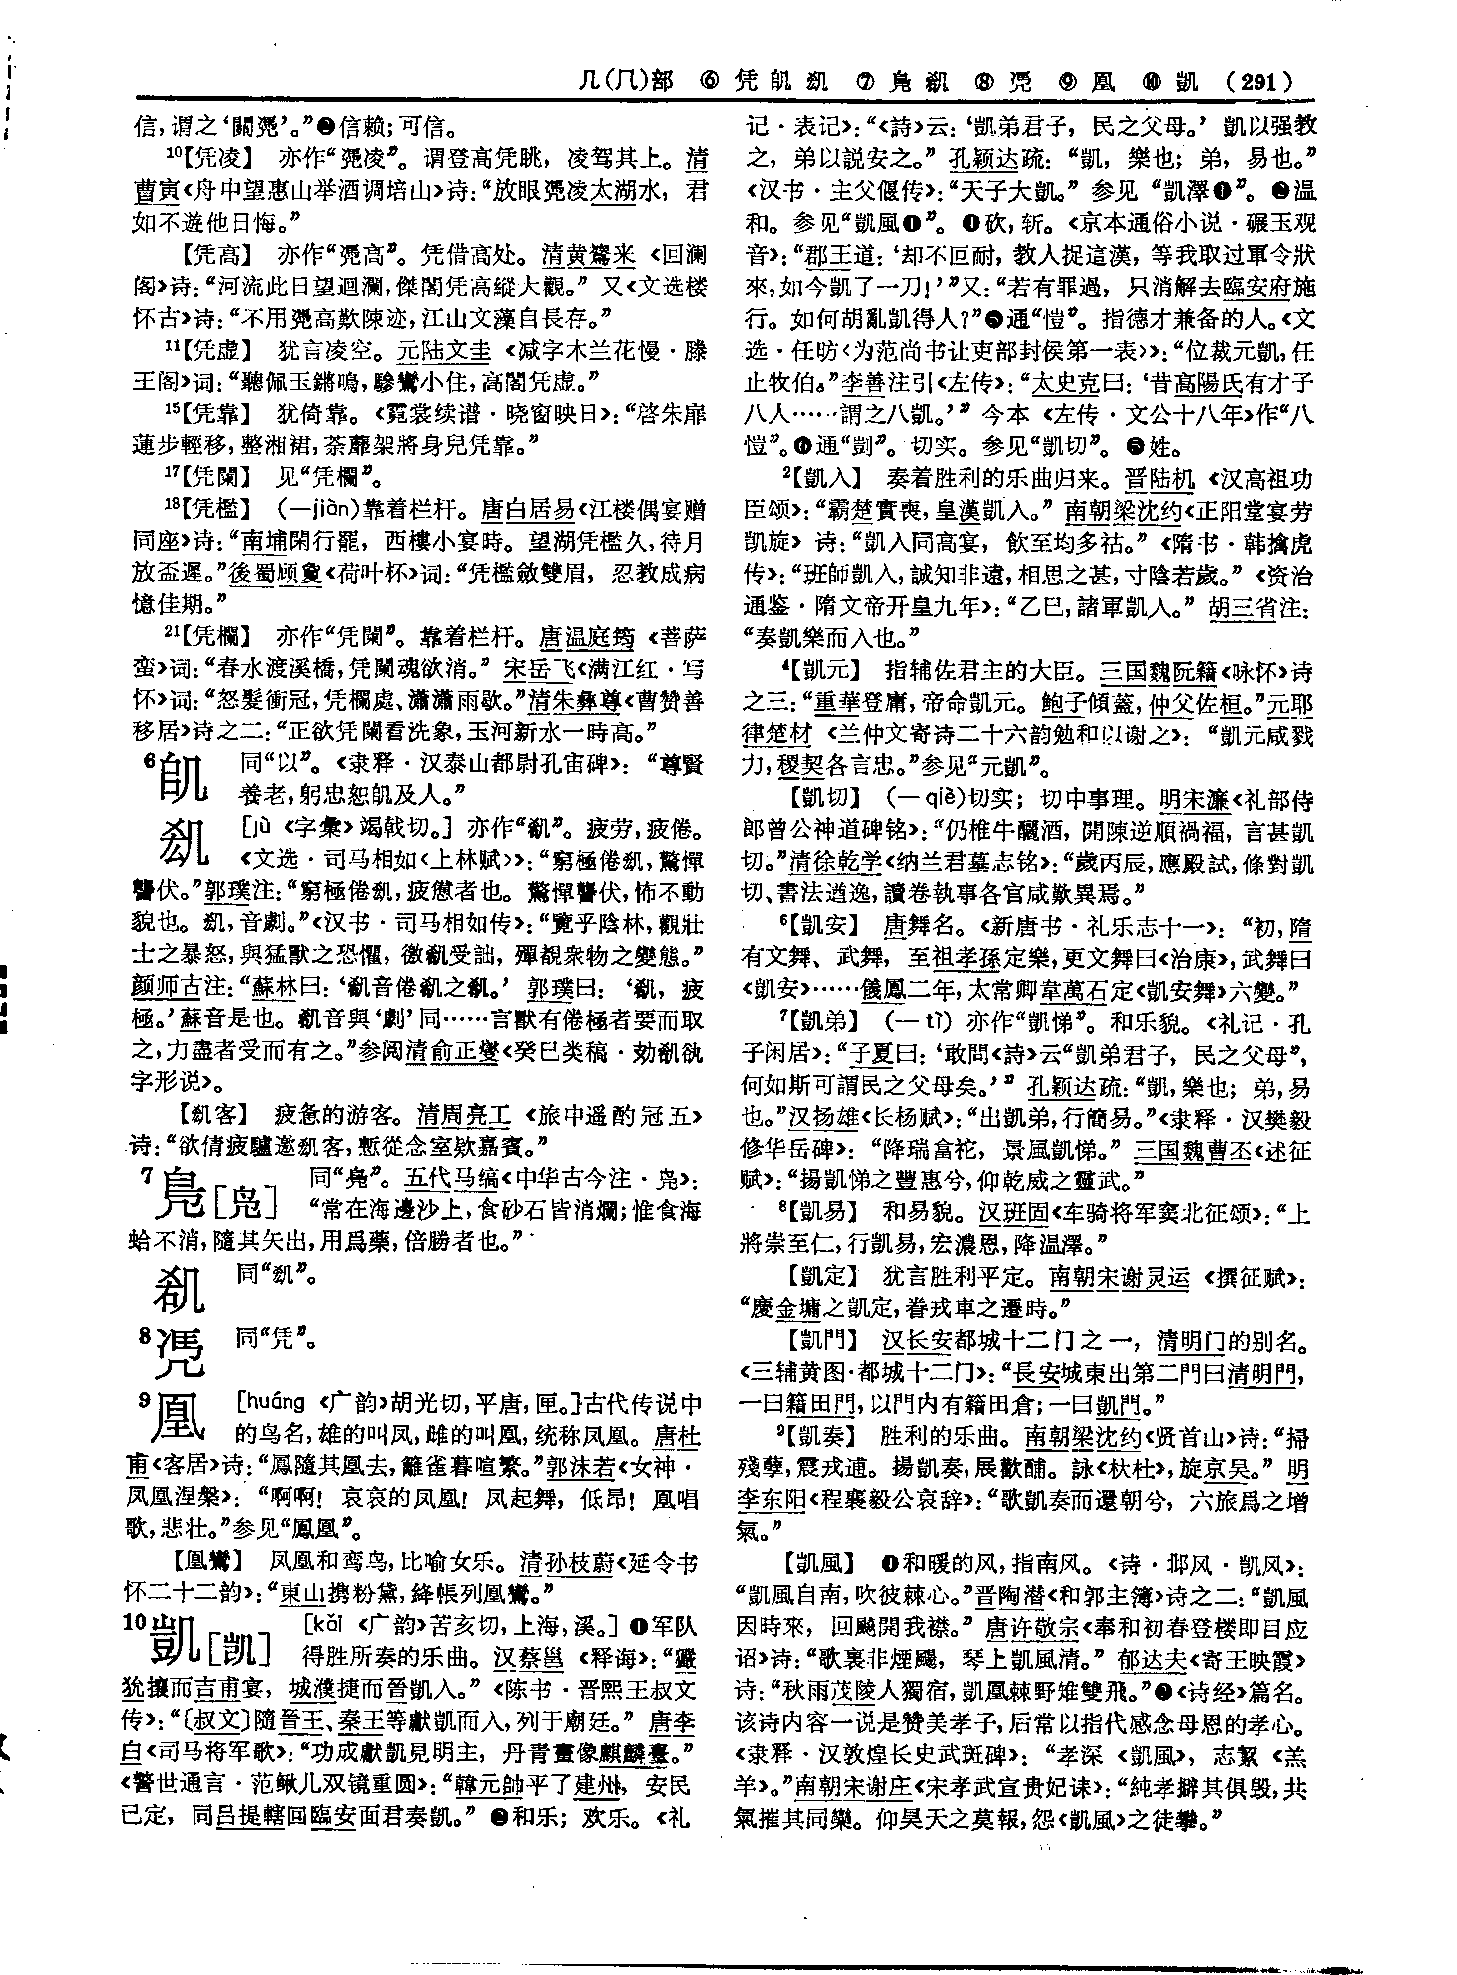 几(𠘧)部 ⑥ 凭 㠯 ⑦ 鳧 ⑧ 凴 ⑨ 凰 ⑩ 凱 (291)
信,谓之‘關凴’。”❷信赖;可信。
10【凭凌】 亦作“凴凌”。谓登高凭眺，凌驾其上。清
曹寅《舟中望惠山举酒调培山》诗:“放眼凴凌太湖水，君
如不遊他日悔。”
【凭高】 亦作“凴高”。凭借高处。清黄鷟来《回澜
阁》诗:“河流此日望迴瀾,傑閣凭高縱大觀。”又《文选楼
怀古》诗:“不用凴高歎陳迹,江山文藻自長存。”
11【凭虚】 犹言凌空。元陆文圭《减字木兰花慢·滕
王阁》词:“聽佩玉鏘鳴,驂鸞小住,高閣凭虚。”
15【凭靠】 犹倚靠。《霓裳续谱·晓窗映日》:“啓朱扉
蓮步輕移,整湘裙,荼蘼架將身兒凭靠。”
17【凭闌】 见“凭欄”。
18【凭檻】 (—jiàn)靠着栏杆。唐白居易《江楼偶宴赠
同座》诗:“南埔閑行罷，西樓小宴時。望湖凭檻久,待月
放盃遲。”後蜀顾敻《荷叶杯》词:“凭檻斂雙眉，忍教成病
憶佳期。”
21【凭欄】 亦作“凭闌”。靠着栏杆。唐温庭筠《菩萨
蛮》词:“春水渡溪橋,凭闌魂欲消。”宋岳飞《满江红·写
怀》词:“怒髮衝冠,凭欄處、瀟瀟雨歇。”清朱彝尊《曹赞善
移居》诗之二:“正欲凭闌看洗象,玉河新水一時高。”
6 同“以”。《隶释·汉泰山都尉孔宙碑》:“尊賢
養老,躬忠恕㠯及人。”
[jù 《字彙》竭戟切。] 亦作“㕁”。疲劳,疲倦。
《文选·司马相如〈上林赋〉》:“窮極倦㕁,驚憚
讋伏。”郭璞注:“窮極倦㕁,疲憊者也。驚憚讋伏,怖不動
貌也。㕁,音劇。”《汉书·司马相如传》:“覽乎陰林,觀壯
士之暴怒,與猛獸之恐懼,徼㕁受詘，殫覩衆物之變態。”
颜师古注:“蘇林曰:‘㕁音倦㕁之㕁。’郭璞曰:‘㕁，疲
極。’蘇音是也。㕁音與‘劇’同……言獸有倦極者要而取
之,力盡者受而有之。”参阅清俞正燮《癸巳类稿·
字形说》。
【㕁客】 疲惫的游客。清周亮工《旅中遥酌冠五》
诗:“欲倩疲驢邀㕁客,慙從念室欵嘉賓。”
7 鳧[凫] 同“凫”。五代马缟《中华古今注·凫》:
“常在海邊沙上,食砂石皆消爛;惟食海
蛤不消,隨其矢出,用爲藥,倍勝者也。”
同“㕁”。
8 凴 同“凭”。
9 凰 [huáng 《广韵》胡光切,平唐,匣。]古代传说中
的鸟名,雄的叫凤,雌的叫凰,统称凤凰。唐杜
甫《客居》诗:“鳳隨其凰去,籬雀暮喧繁。”郭沫若《女神·
凤凰涅槃》:“啊啊! 哀哀的凤凰! 凤起舞，低昂! 凰唱
歌,悲壮。”参见“鳳凰”。
【凰鸞】 凤凰和鸾鸟,比喻女乐。清孙枝蔚《延令书
怀二十二韵》:“東山携粉黛,絳帳列凰鸞。”
10 凱[凯] [kǎi 《广韵》苦亥切,上海,溪。] ❶军队
得胜所奏的乐曲。汉蔡邕《释诲》:“玁
狁攘而吉甫宴，城濮捷而晉凱入。”《陈书·晋熙王叔文
传》:“〔叔文〕隨晉王、秦王等獻凱而入,列于廟廷。”唐李
白《司马将军歌》:“功成獻凱見明主，丹青畫像麒麟臺。”
《警世通言·范鳅儿双镜重圆》:“韓元帥平了建州，安民
已定，同吕提轄回臨安面君奏凱。”❷和乐；欢乐。《礼
记·表记》:“《詩》云:‘凱弟君子，民之父母。’凱以强教
之，弟以説安之。”孔颖达疏:“凱，樂也；弟，易也。”
《汉书·主父偃传》:“天子大凱。”参见“凱澤❶”。❸温
和。参见“凱風❶”。❹砍,斩。《京本通俗小说·碾玉观
音》:“郡王道:‘却不叵耐，教人捉這漢，等我取过軍令狀
來,如今凱了一刀!’”又:“若有罪過，只消解去臨安府施
行。如何胡亂凱得人?”❺通“愷”。指德才兼备的人。《文
选·任昉〈为范尚书让吏部封侯第一表〉》:“位裁元凱,任
止牧伯。”李善注引《左传》:“太史克曰:‘昔高陽氏有才子
八人……謂之八凱。’”今本《左传·文公十八年》作“八
愷”。❻通“剴”。切实。参见“凱切”。❼姓。
2【凱入】 奏着胜利的乐曲归来。晋陆机《汉高祖功
臣颂》:“霸楚實喪,皇漢凱入。”南朝梁沈约《正阳堂宴劳
凯旋》诗:“凱入同高宴，飲至均多祜。”《隋书·韩擒虎
传》:“班師凱入,誠知非遠,相思之甚,寸陰若歲。”《资治
通鉴·隋文帝开皇九年》:“乙巳,諸軍凱入。”胡三省注:
“奏凱樂而入也。”
4【凱元】 指辅佐君主的大臣。三国魏阮籍《咏怀》诗
之三:“重華登庸,帝命凱元。鮑子傾蓋,仲父佐桓。”元耶
律楚材《兰仲文寄诗二十六韵勉和以谢之》:“凱元咸戮
力,稷契各言忠。”参见“元凱”。
【凱切】 (—qiè)切实；切中事理。明宋濂《礼部侍
郎曾公神道碑铭》:“仍椎牛釃酒，開陳逆順禍福，言甚凱
切。”清徐乾学《纳兰君墓志铭》:“歲丙辰,應殿試,條對凱
切、書法遒逸,讀卷執事各官咸歎異焉。”
6【凱安】 唐舞名。《新唐书·礼乐志十一》:“初,隋
有文舞、武舞，至祖孝孫定樂,更文舞曰《治康》,武舞曰
《凱安》……儀鳳二年,太常卿韋萬石定《凱安舞》六變。”
7【凱弟】 (—tì) 亦作“凱悌”。和乐貌。《礼记·孔
子闲居》:“子夏曰:‘敢問《詩》云“凱弟君子，民之父母”,
何如斯可謂民之父母矣。’”孔颖达疏:“凱,樂也；弟,易
也。”汉扬雄《长杨赋》:“出凱弟,行簡易。”《隶释·汉樊毅
修华岳碑》:“降瑞富祉，景風凱悌。”三国魏曹丕《述征
赋》:“揚凱悌之豐惠兮,仰乾威之靈武。”
8【凱易】 和易貌。汉班固《车骑将军窦北征颂》:“上
將崇至仁,行凱易,宏濃恩,降温澤。”
【凱定】 犹言胜利平定。南朝宋谢灵运《撰征赋》:
“慶金墉之凱定,眷戎車之遷時。”
【凱門】 汉长安都城十二门之一，清明门的别名。
《三辅黄图·都城十二门》:“長安城東出第二門曰清明門,
一曰籍田門,以門内有籍田倉;一曰凱門。”
9【凱奏】 胜利的乐曲。南朝梁沈约《贤首山》诗:“掃
殘孽,震戎逋。揚凱奏,展歡酺。詠《杕杜》,旋京吴。”明
李东阳《程襄毅公哀辞》:“歌凱奏而還朝兮，六旅爲之增
氣。”
【凱風】 ❶和暖的风,指南风。《诗·邶风·凯风》:
“凱風自南,吹彼棘心。”晋陶潜《和郭主簿》诗之二:“凱風
因時來，回飈開我襟。”唐许敬宗《奉和初春登楼即目应
诏》诗:“歌裏非煙飈，琴上凱風清。”郁达夫《寄王映霞》
诗:“秋雨茂陵人獨宿,凱風棘野雉雙飛。”❷《诗经》篇名。
该诗内容一说是赞美孝子,后常以指代感念母恩的孝心。
《隶释·汉敦煌长史武斑碑》:“孝深《凱風》，志絜《羔
羊》。”南朝宋谢庄《宋孝武宣贵妃诔》:“純孝擗其俱毁,共
氣摧其同欒。仰昊天之莫報,怨《凱風》之徒攀。”